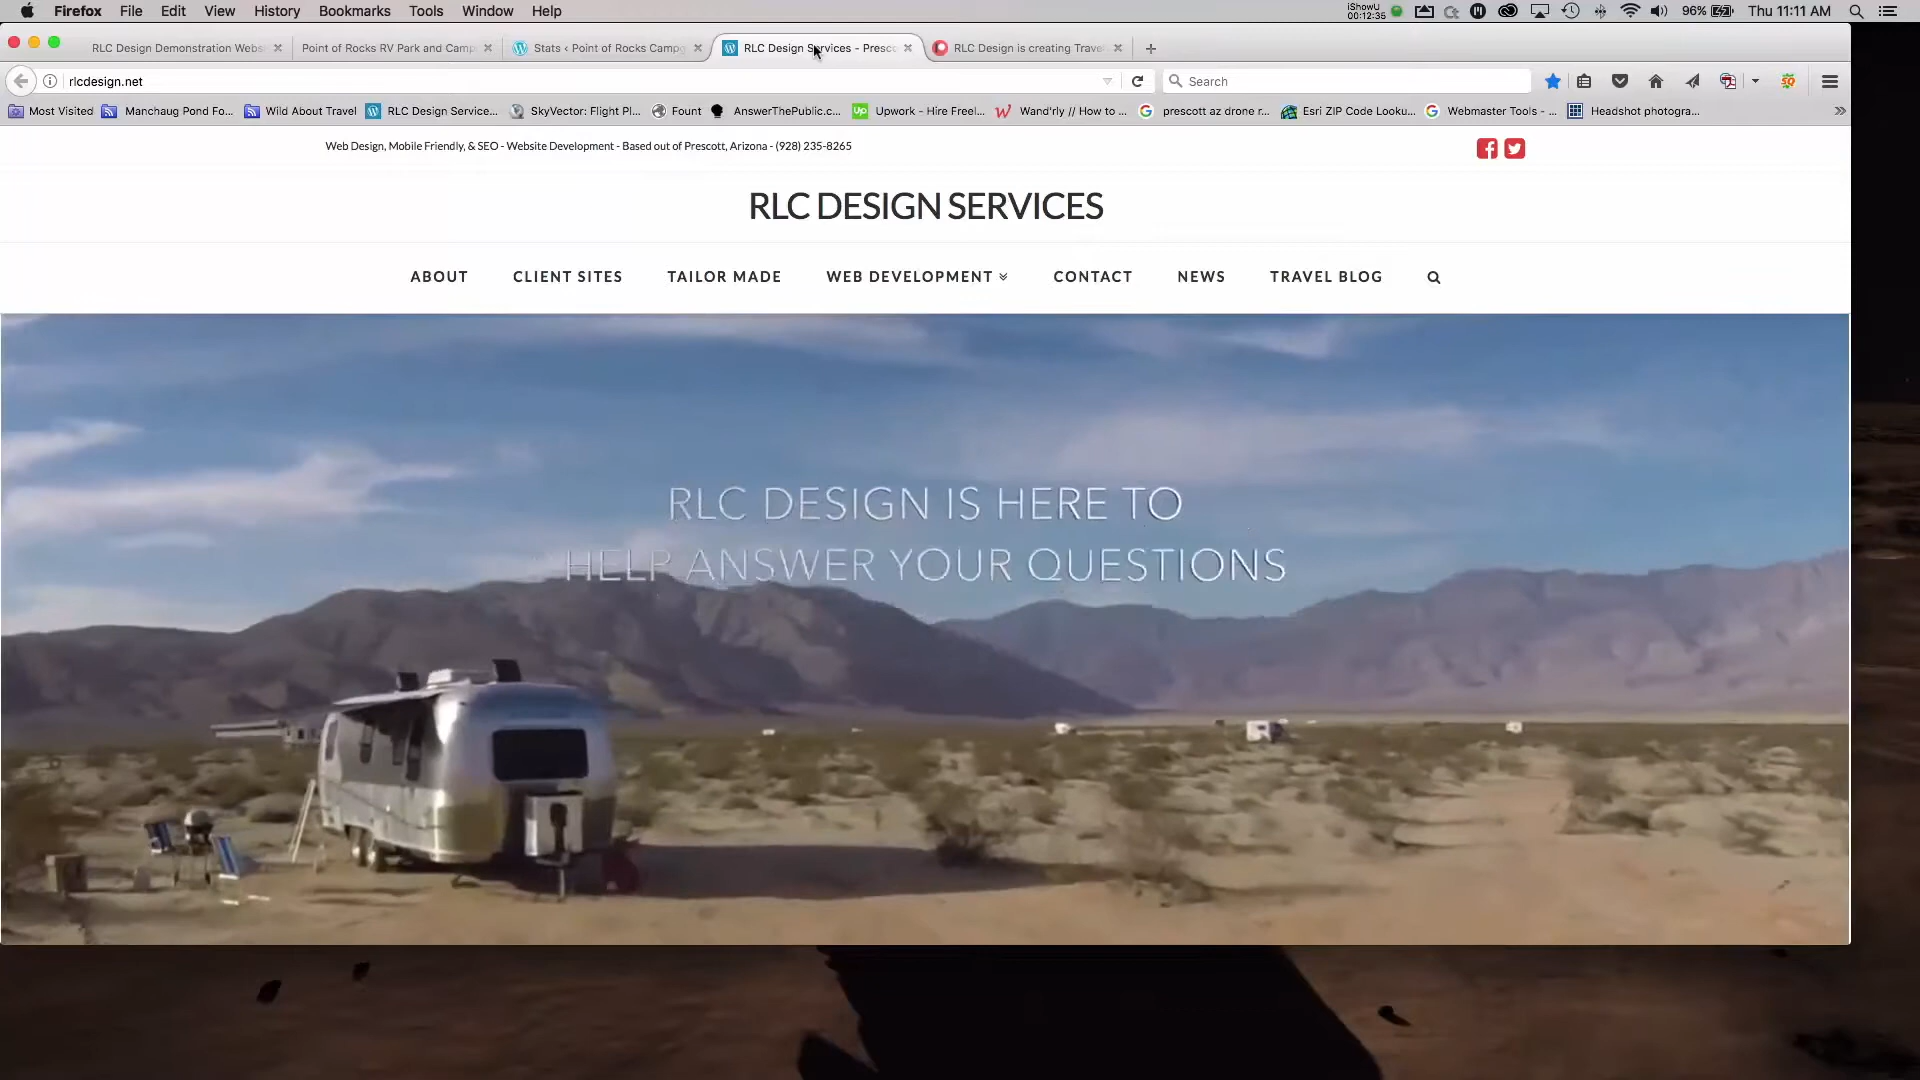 Firefox File Edit View History Bookmarks Tools Window Help iShowU 00:12:35 96% Thu 11:11 AM
RLC Design Demonstration Webs Point of Rocks RV Park and Camp Stats ‹ Point of Rocks Campg RLC Design Services - Presc RLC Design is creating Trave
rlcdesign.net Search
Most Visited Manchaug Pond Fo... Wild About Travel RLC Design Service... SkyVector: Flight Pl... Fount AnswerThePublic.c... Up Upwork - Hire Freel... Wand'rly // How to ... prescott az drone r... Esri ZIP Code Looku... Webmaster Tools - ... Headshot photogra...
Web Design, Mobile Friendly, & SEO - Website Development - Based out of Prescott, Arizona - (928) 235-8265
RLC DESIGN SERVICES
ABOUT CLIENT SITES TAILOR MADE WEB DEVELOPMENT CONTACT NEWS TRAVEL BLOG
RLC DESIGN IS HERE TO
HELP ANSWER YOUR QUESTIONS